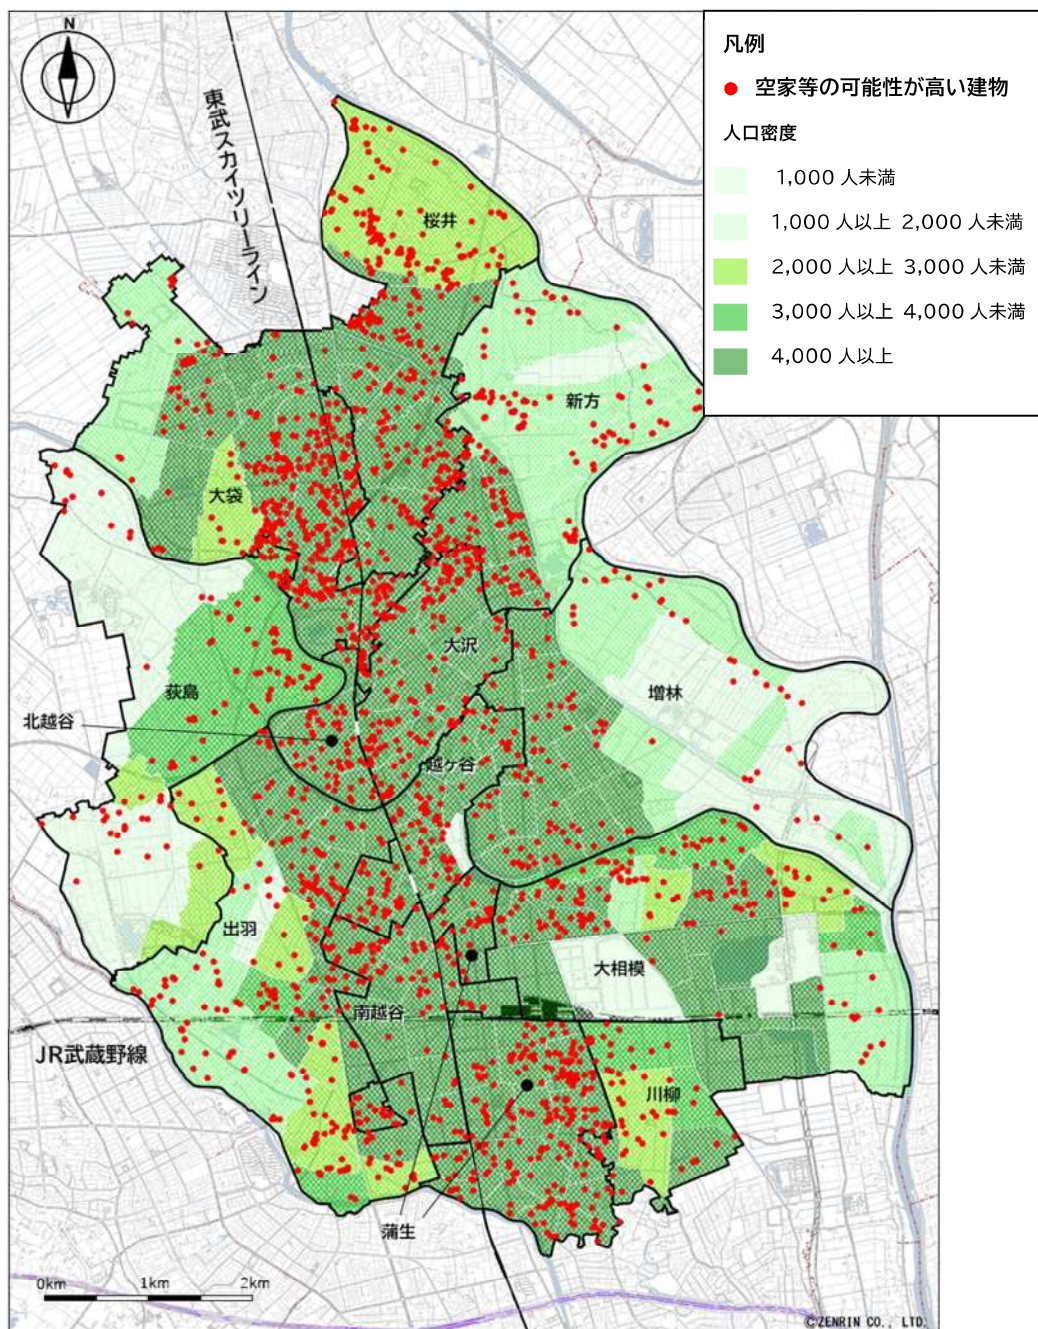 N
凡例
空家等の可能性が高い建物
人口密度
1,000 人未満
1,000 人以上 2,000 人未満
2,000 人以上 3,000 人未満
3,000 人以上 4,000 人未満
4,000 人以上
東武スカイツリーライン
桜井
新方
大袋
大沢
荻島
増林
北越谷
越ヶ谷
出羽
大相模
南越谷
JR武蔵野線
川柳
蒲生
0km 1km 2km
©ZENRIN CO., LTD.